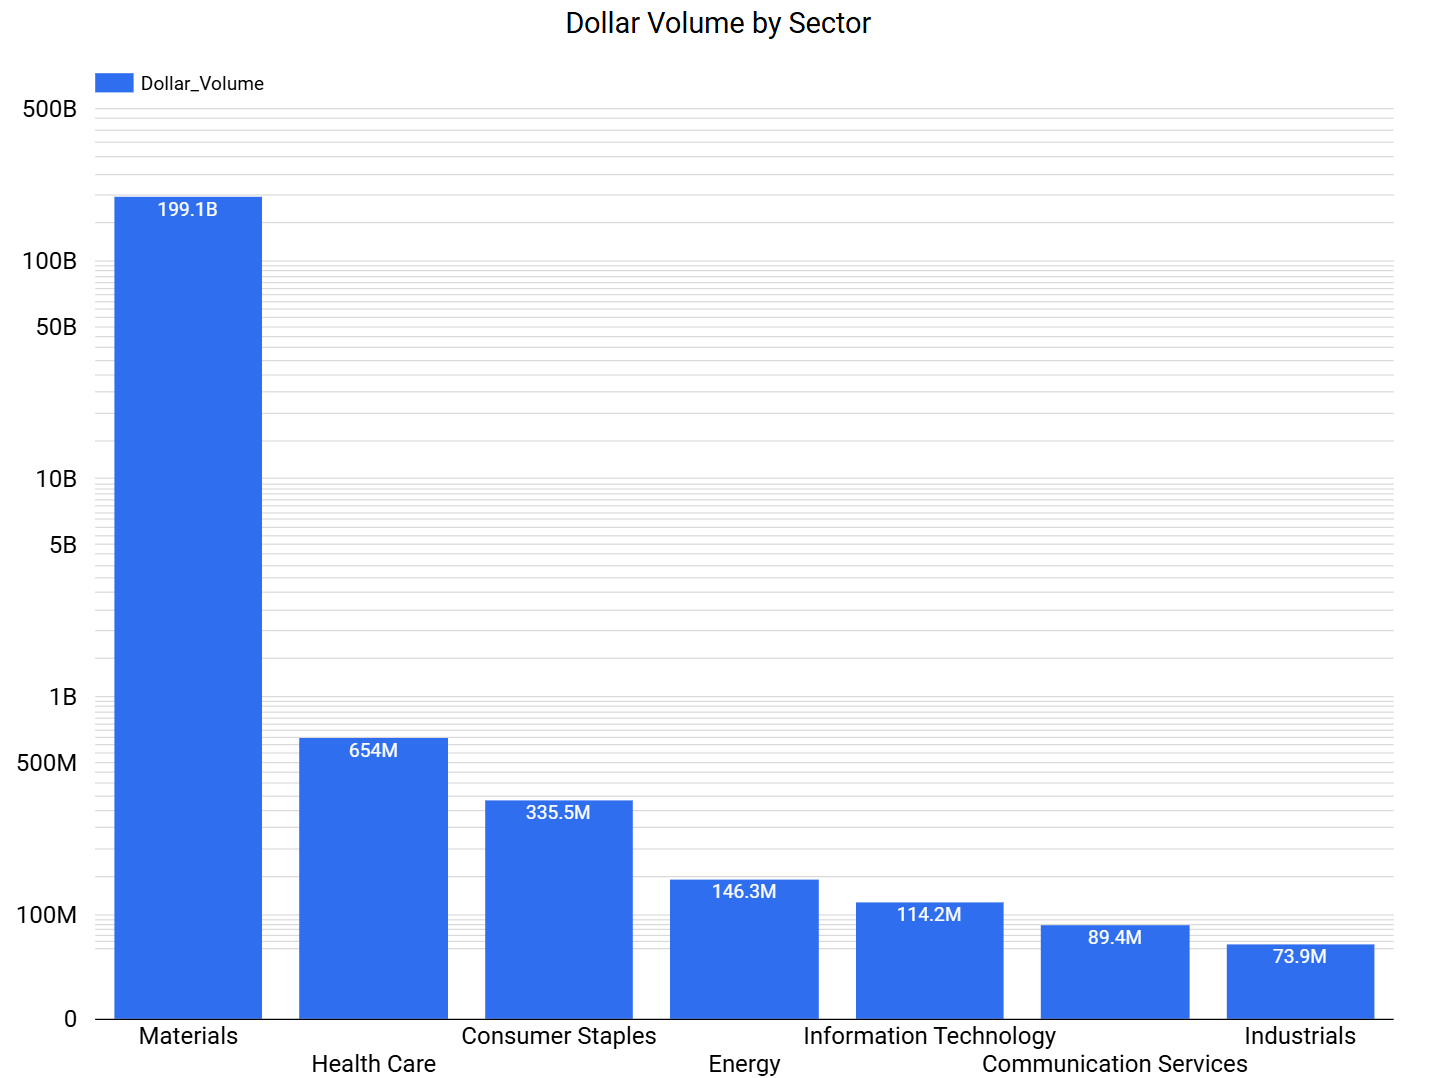 Dollar Volume by Sector
Dollar_Volume
500B
100B
50B
10B
5B
1B
500M
100M
0
199.1B
654M
335.5M
146.3M
114.2M
89.4M
73.9M
Materials
Health Care
Consumer Staples
Energy
Information Technology
Communication Services
Industrials